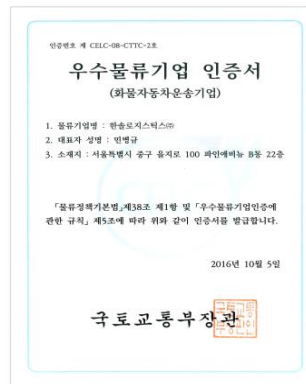 인증번호 제 CELC-08-CTTC-2호
우수물류기업 인증서
(화물자동차운송기업)
1. 물류기업명 : 한솔로지스틱스㈜
2. 대표자 성명 : 민병규
3. 소재지 : 서울특별시 중구 을지로 100 파인애비뉴 B동 22층
「물류정책기본법」제38조 제1항 및 「우수물류기업인증에
관한 규칙」제5조에 따라 위와 같이 인증서를 발급합니다.
2016년 10월 5일
국토교통부장관